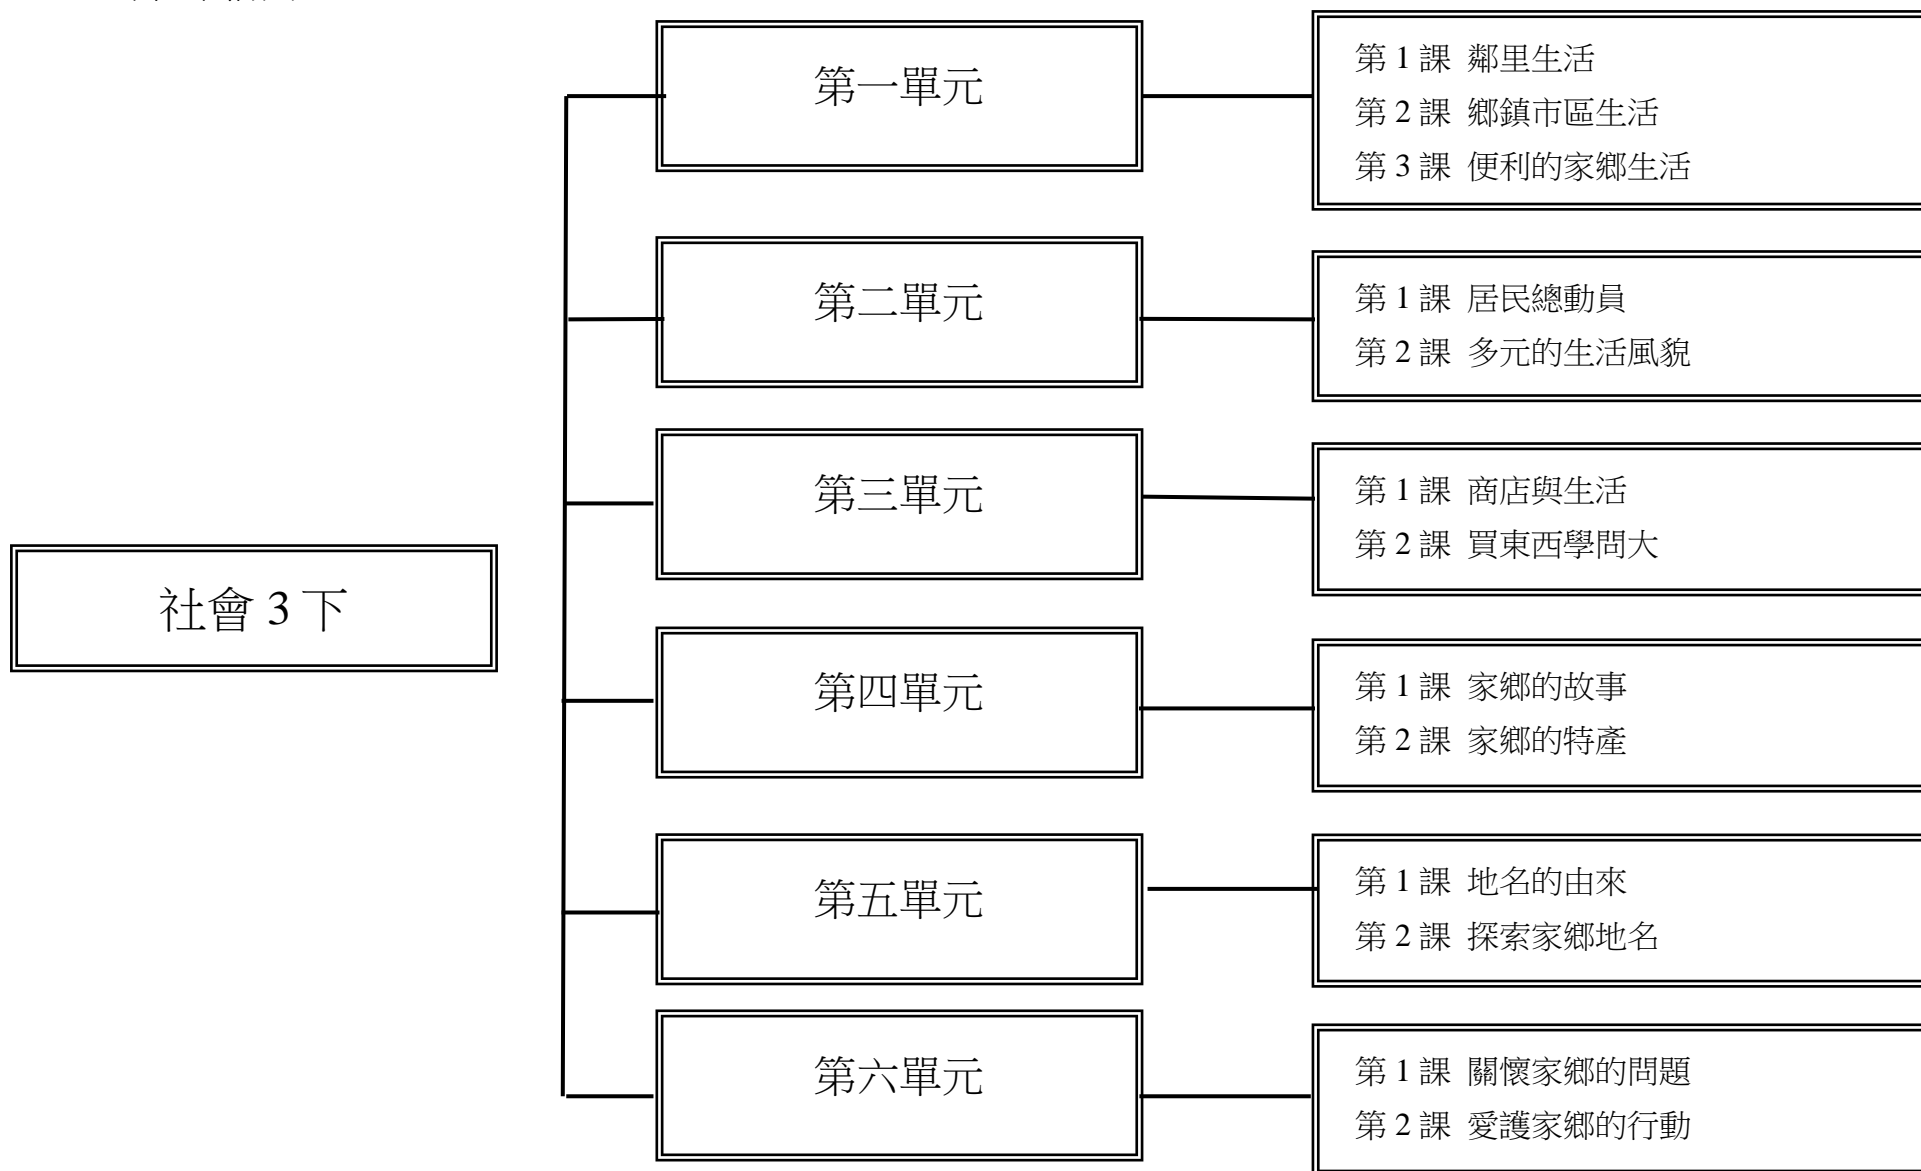 社會 3 下
第一單元
第 1 課 鄰里生活
第 2 課 鄉鎮市區生活
第 3 課 便利的家鄉生活
第二單元
第 1 課 居民總動員
第 2 課 多元的生活風貌
第三單元
第 1 課 商店與生活
第 2 課 買東西學問大
第四單元
第 1 課 家鄉的故事
第 2 課 家鄉的特產
第五單元
第 1 課 地名的由來
第 2 課 探索家鄉地名
第六單元
第 1 課 關懷家鄉的問題
第 2 課 愛護家鄉的行動